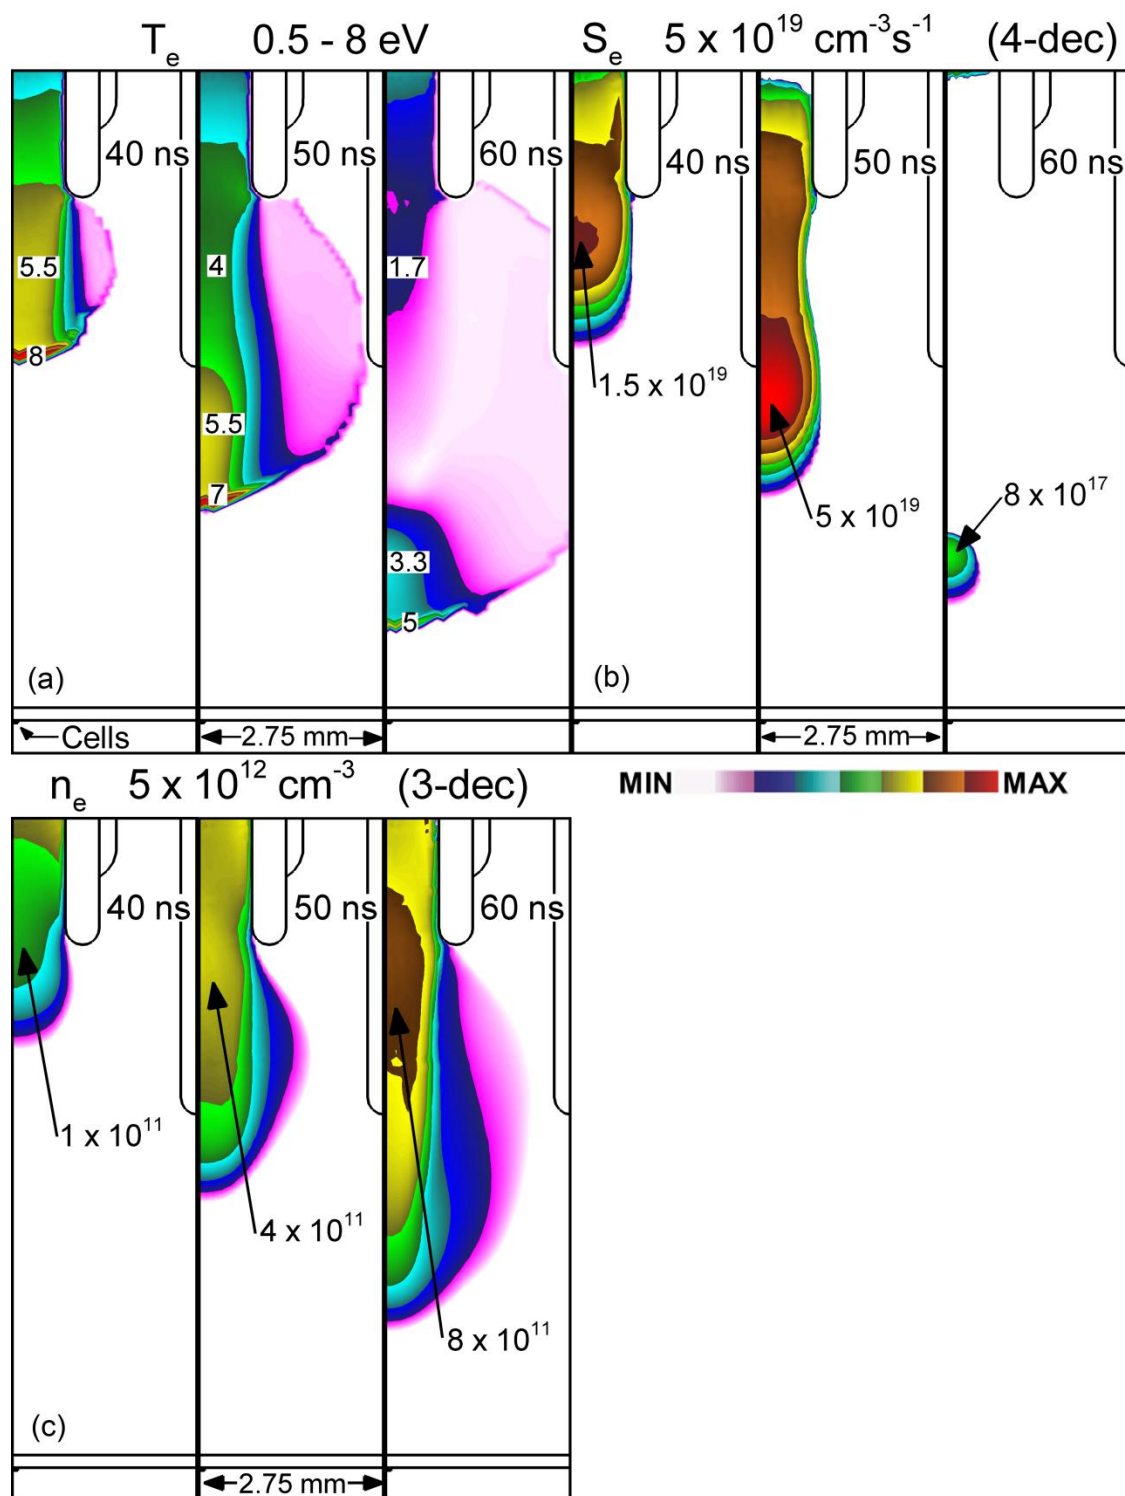 Tₑ 0.5 - 8 eV Sₑ 5 x 10¹⁹ cm⁻³s⁻¹ (4-dec)
40 ns 50 ns 60 ns 40 ns 50 ns 60 ns
5.5 4 1.7
8
1.5 x 10¹⁹
5.5
7
5 x 10¹⁹
8 x 10¹⁷
3.3
5
(a) (b)
Cells 2.75 mm 2.75 mm
nₑ 5 x 10¹² cm⁻³ (3-dec)
MIN MAX
40 ns 50 ns 60 ns
1 x 10¹¹
4 x 10¹¹
8 x 10¹¹
(c)
2.75 mm